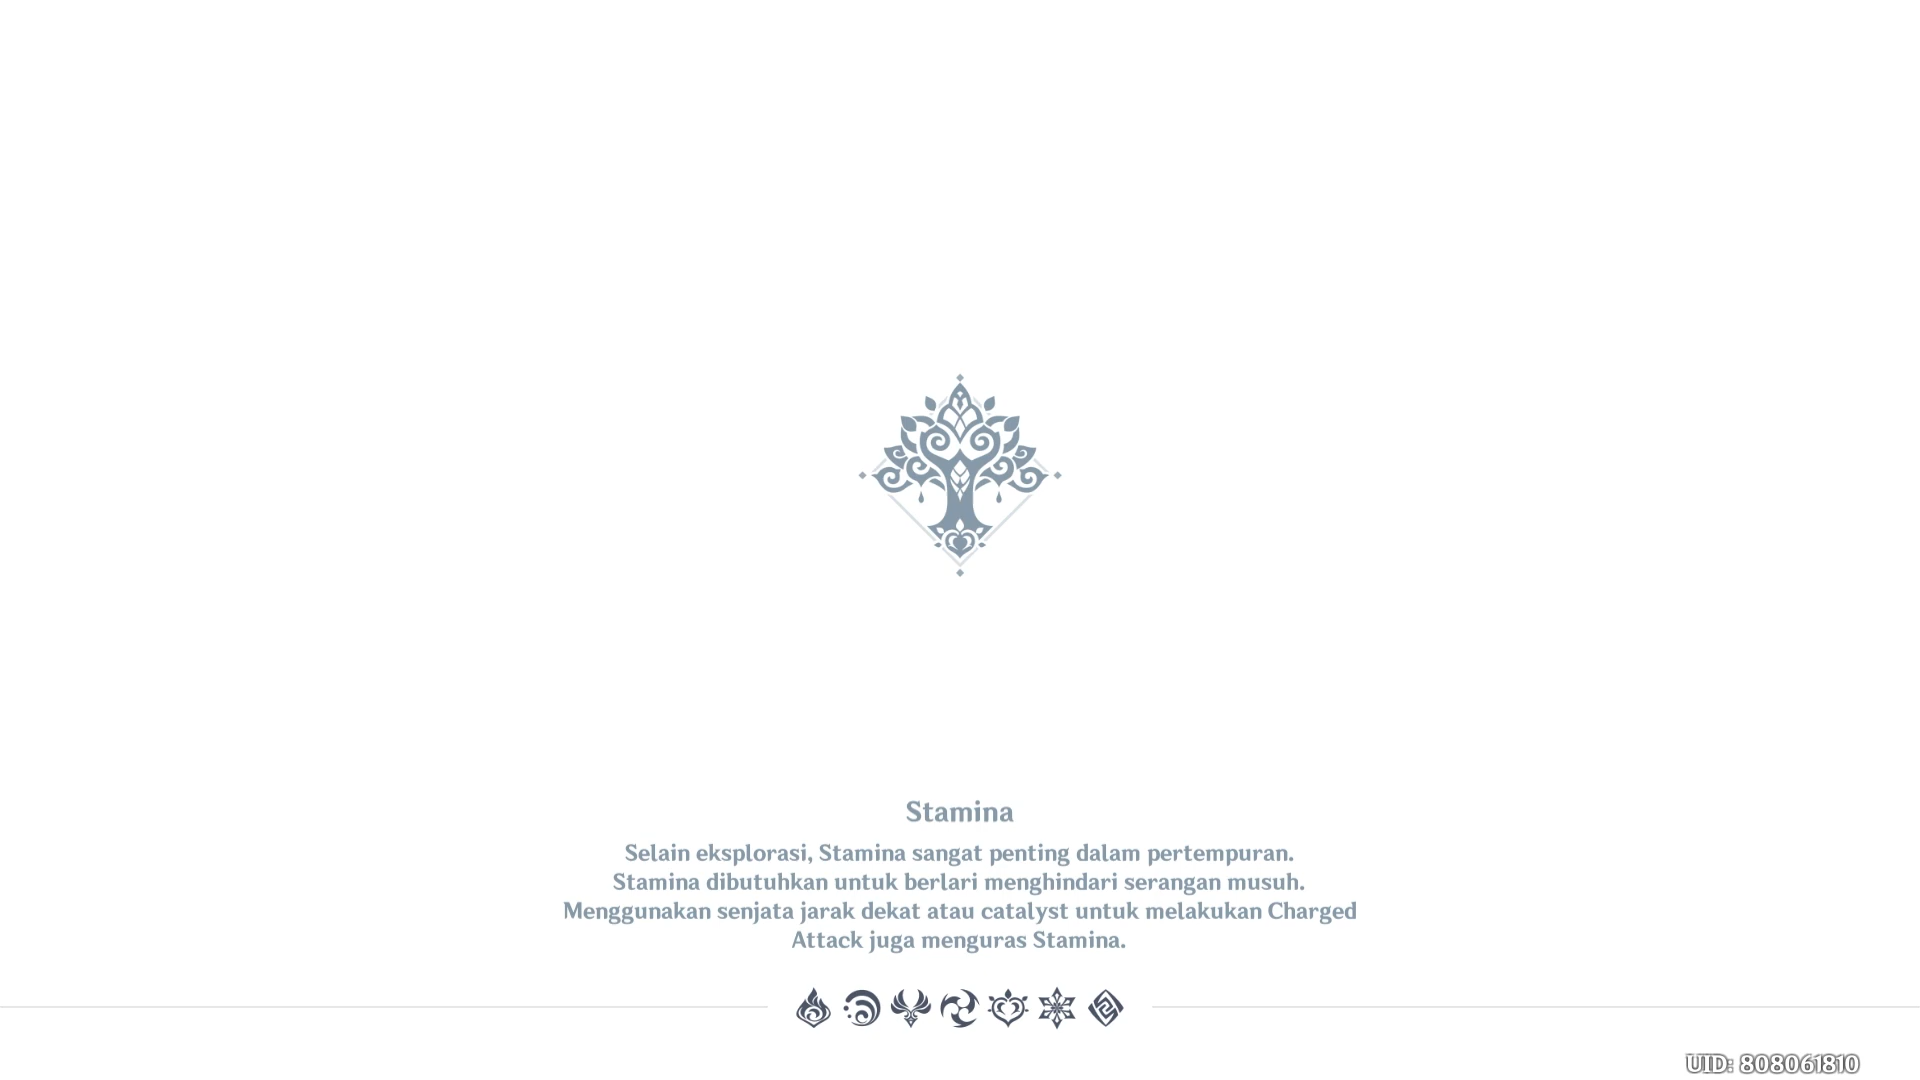 Stamina
Selain eksplorasi, Stamina sangat penting dalam pertempuran.
Stamina dibutuhkan untuk berlari menghindari serangan musuh.
Menggunakan senjata jarak dekat atau catalyst untuk melakukan Charged
Attack juga menguras Stamina.
UID: 808061810